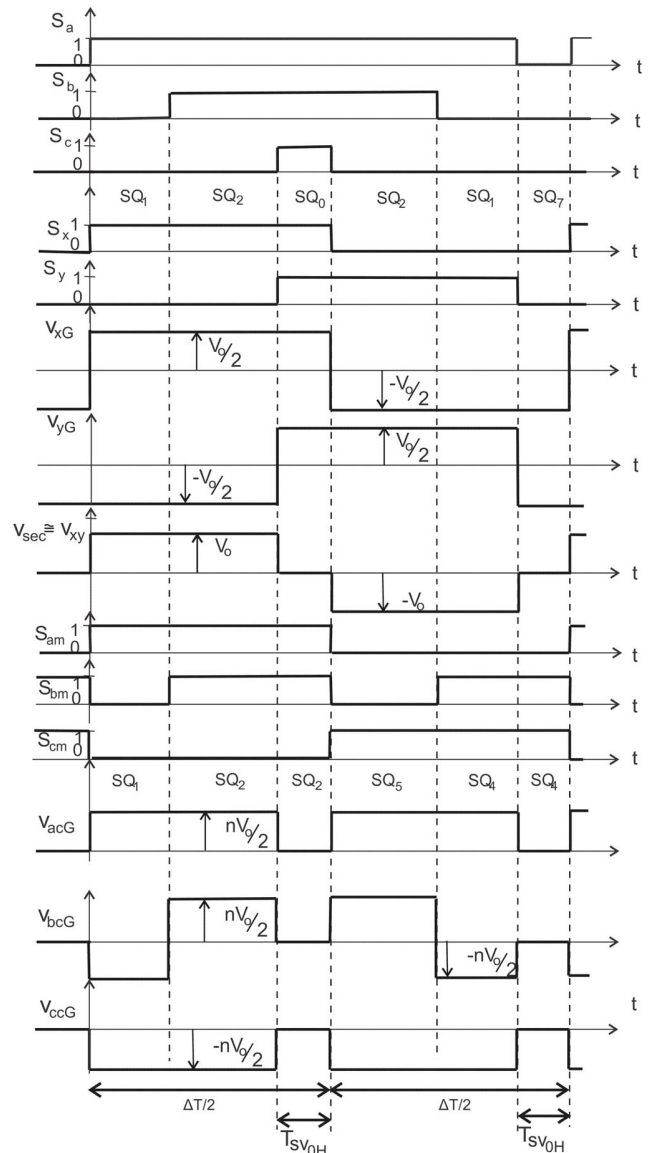 Sa
1
0
t
Sb
1
0
t
Sc
1
0
t
SQ1 SQ2 SQ0 SQ2 SQ1 SQ7
Sx
1
0
t
Sy
1
0
t
vxG
Vo/2
-Vo/2
t
vyG
Vo/2
-Vo/2
t
vsec ≅ vxy
Vo
-Vo
t
Sam
1
0
t
Sbm
1
0
t
Scm
1
0
t
SQ1 SQ2 SQ2 SQ5 SQ4 SQ4
vacG
nVo/2
t
vbcG
nVo/2
-nVo/2
t
vccG
-nVo/2
ΔT/2 ΔT/2
Tsv0H Tsv0H